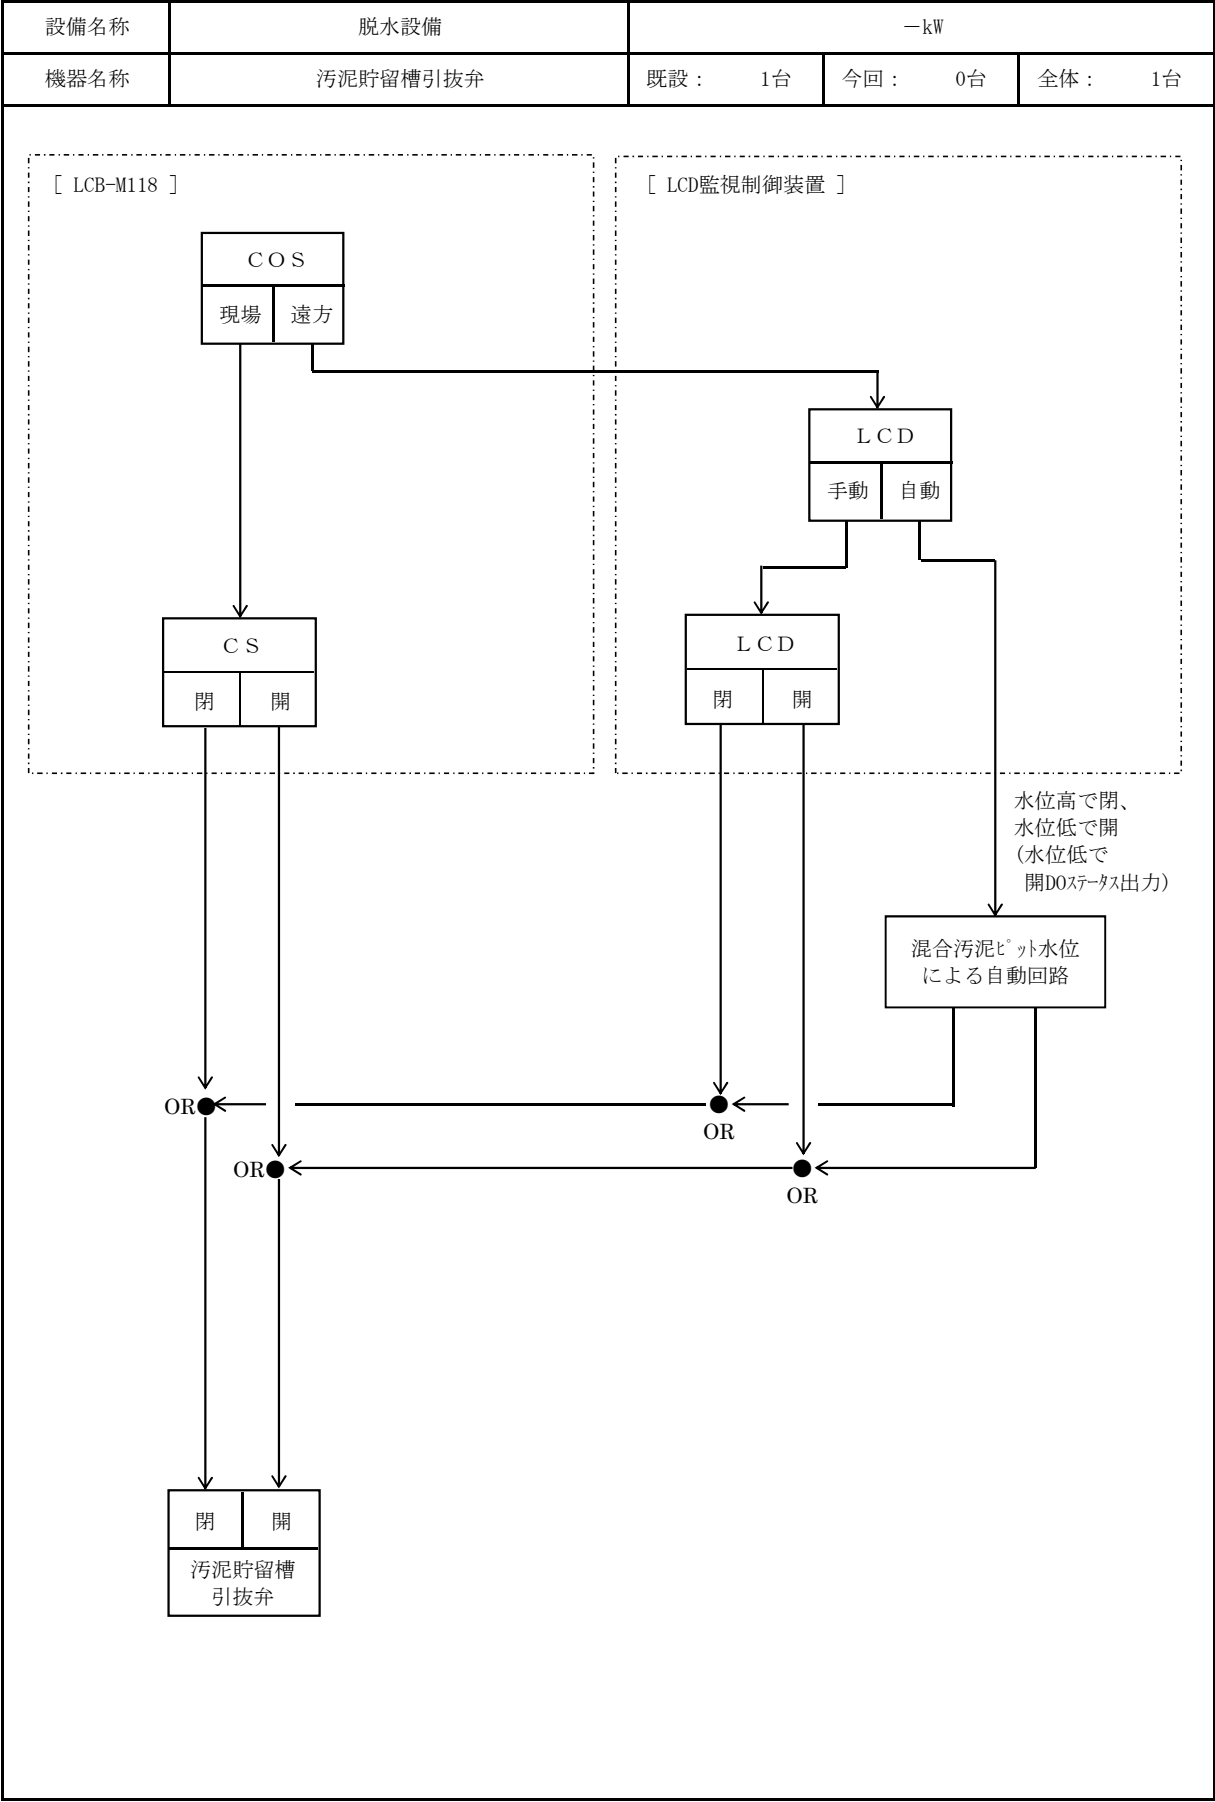 設備名称 脱水設備 －kW
機器名称 汚泥貯留槽引抜弁 既設： 1台 今回： 0台 全体： 1台
[ LCB-M118 ] [ LCD監視制御装置 ]
ＣＯＳ
現場 遠方
ＬＣＤ
手動 自動
ＣＳ
閉 開
ＬＣＤ
閉 開
水位高で閉、
水位低で開
(水位低で
開DOｽﾃｰﾀｽ出力)
混合汚泥ﾋﾟｯﾄ水位
による自動回路
OR
OR
OR
OR
閉 開
汚泥貯留槽
引抜弁